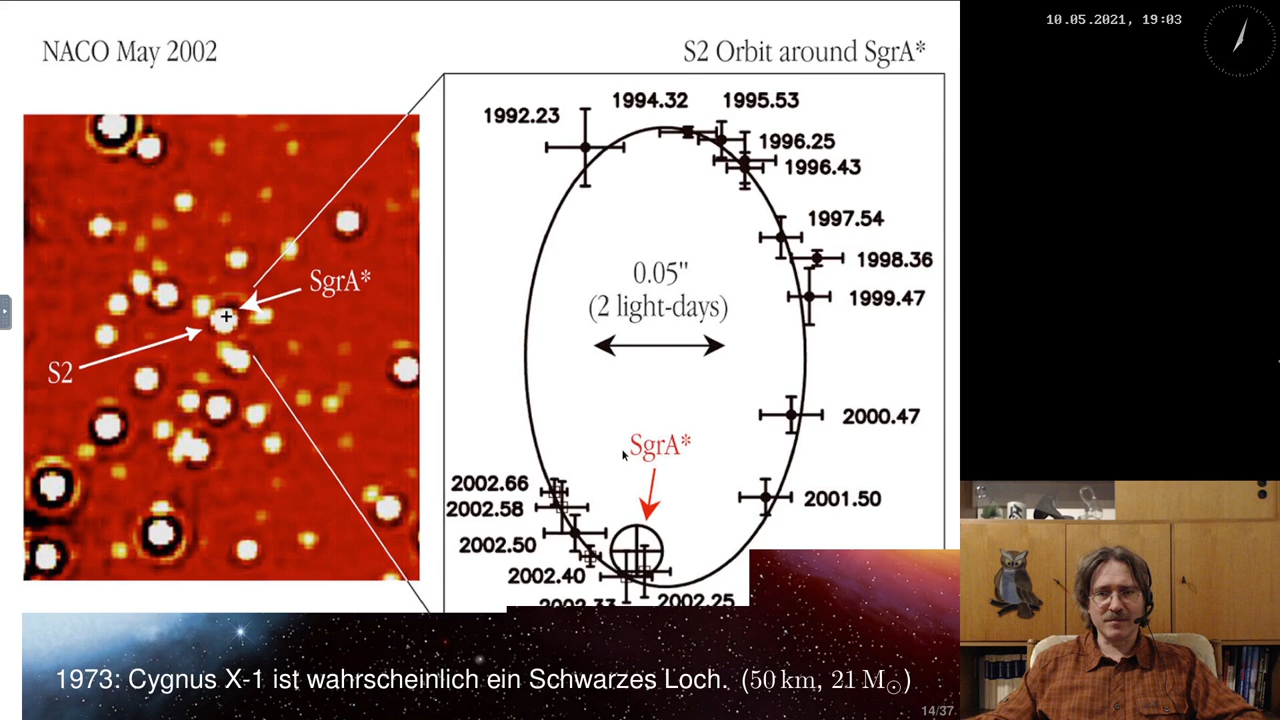 10.05.2021, 19:03
NACO May 2002
S2 Orbit around SgrA*
SgrA*
S2
1992.23
1994.32
1995.53
1996.25
1996.43
1997.54
1998.36
1999.47
2000.47
2001.50
0.05"
(2 light-days)
SgrA*
2002.66
2002.58
2002.50
2002.40
2002.33
2002.25
1973: Cygnus X-1 ist wahrscheinlich ein Schwarzes Loch. (50 km, 21 M☉)
14/37